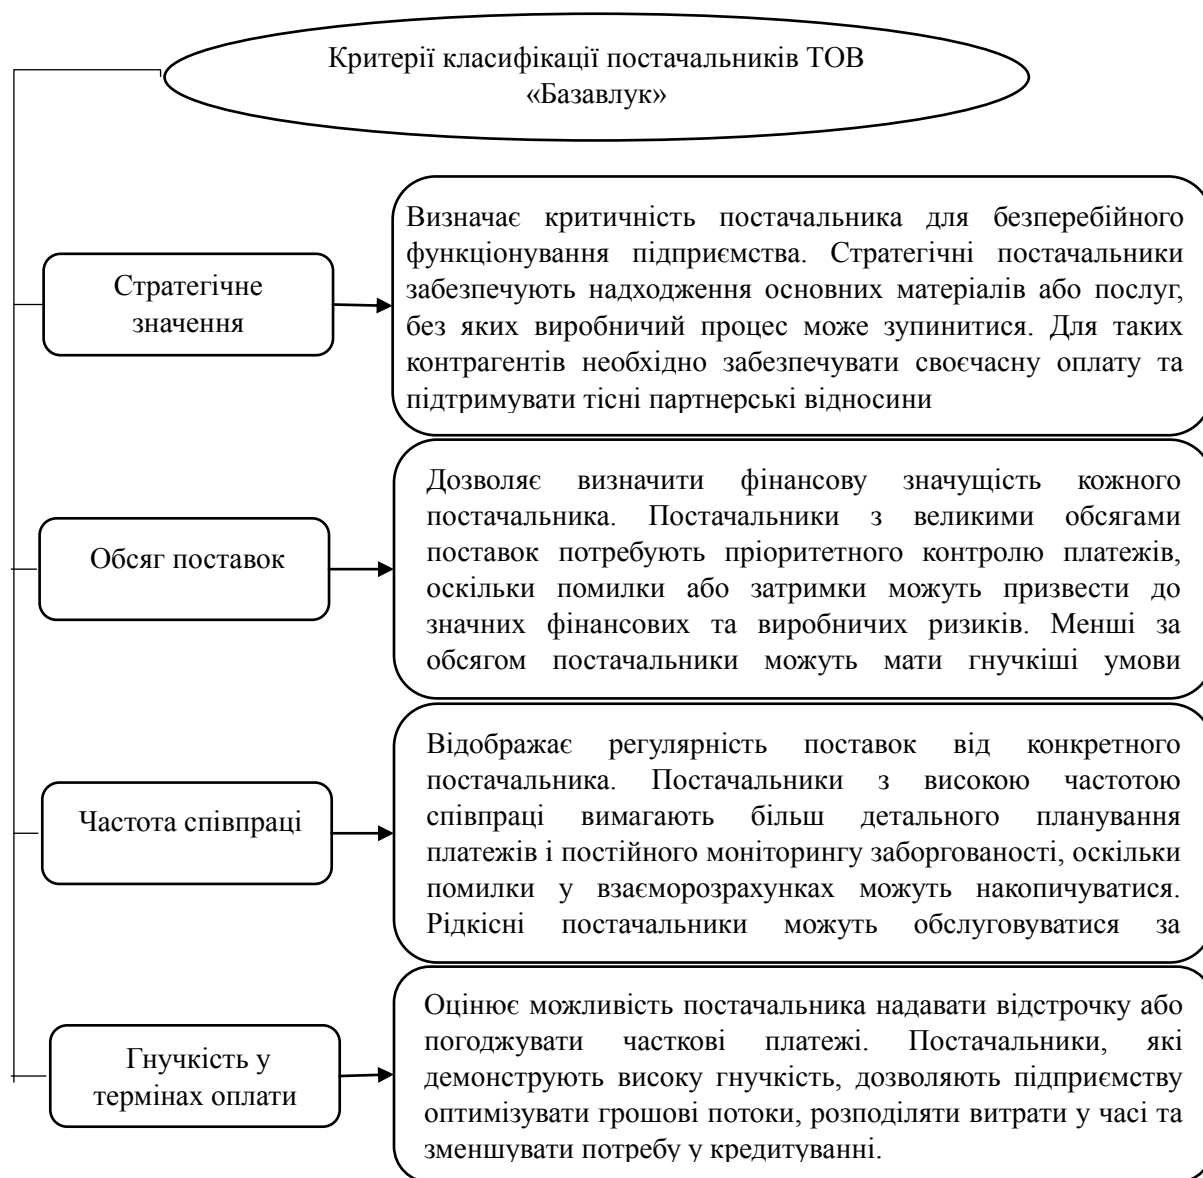 Критерії класифікації постачальників ТОВ
«Базавлук»
Стратегічне
значення
Визначає критичність постачальника для безперебійного
функціонування підприємства. Стратегічні постачальники
забезпечують надходження основних матеріалів або послуг,
без яких виробничий процес може зупинитися. Для таких
контрагентів необхідно забезпечувати своєчасну оплату та
підтримувати тісні партнерські відносини
Обсяг поставок
Дозволяє визначити фінансову значущість кожного
постачальника. Постачальники з великими обсягами
поставок потребують пріоритетного контролю платежів,
оскільки помилки або затримки можуть призвести до
значних фінансових та виробничих ризиків. Менші за
обсягом постачальники можуть мати гнучкіші умови
Частота співпраці
Відображає регулярність поставок від конкретного
постачальника. Постачальники з високою частотою
співпраці вимагають більш детального планування
платежів і постійного моніторингу заборгованості, оскільки
помилки у взаєморозрахунках можуть накопичуватися.
Рідкісні постачальники можуть обслуговуватися за
Гнучкість у
термінах оплати
Оцінює можливість постачальника надавати відстрочку або
погоджувати часткові платежі. Постачальники, які
демонструють високу гнучкість, дозволяють підприємству
оптимізувати грошові потоки, розподіляти витрати у часі та
зменшувати потребу у кредитуванні.